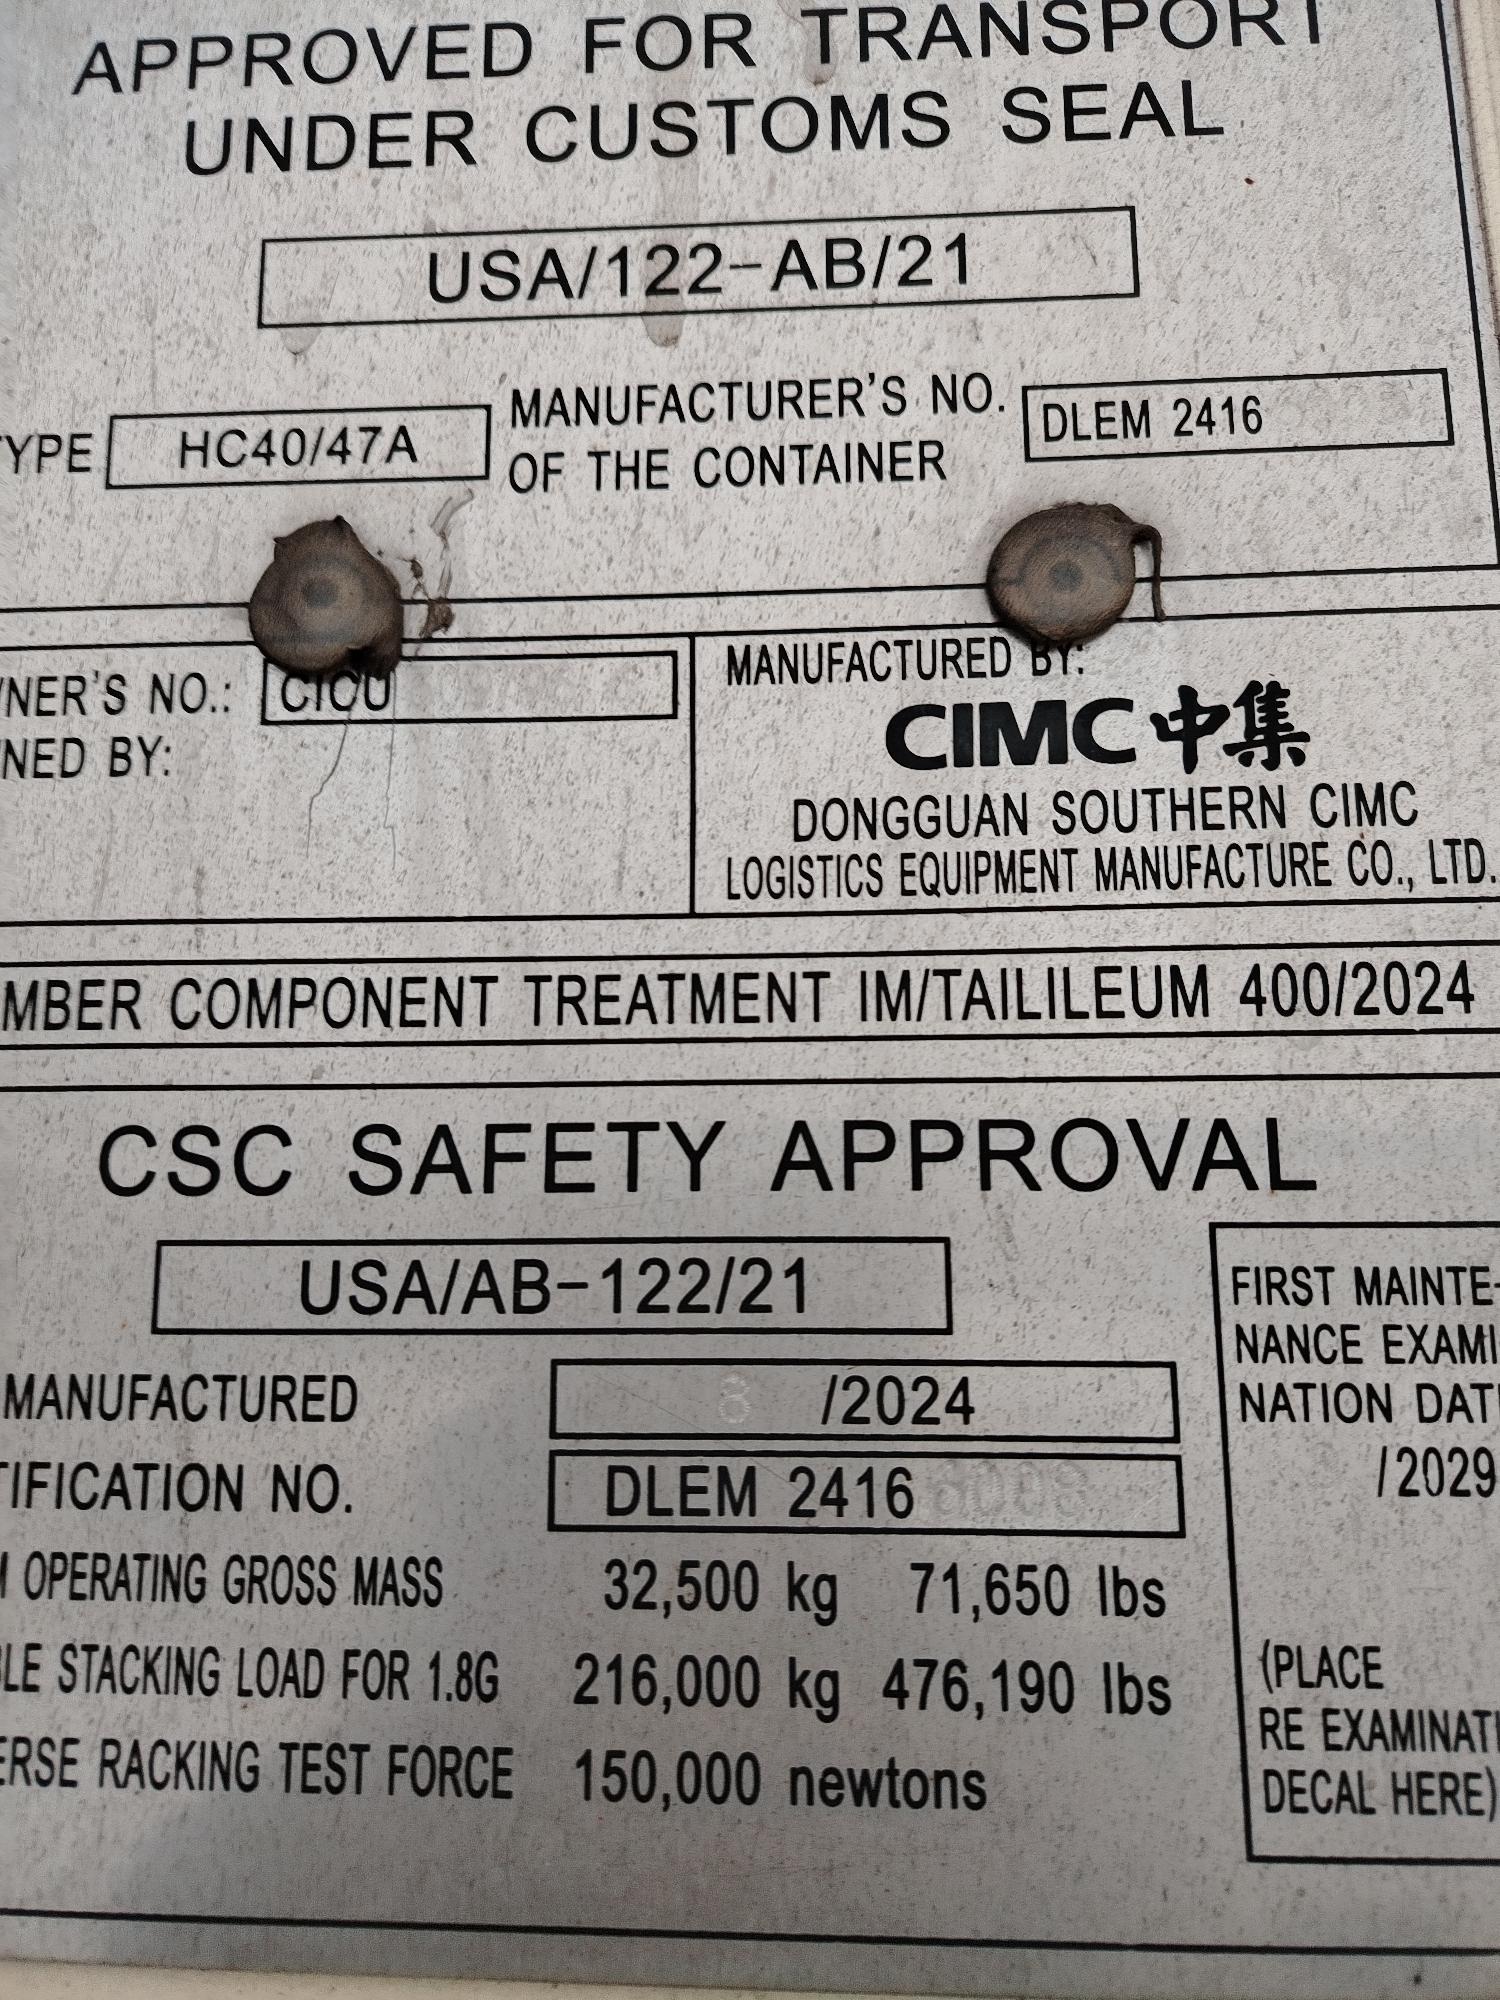 APPROVED FOR TRANSPORT
UNDER CUSTOMS SEAL
USA/122-AB/21
YPE HC40/47A
MANUFACTURER'S NO.
OF THE CONTAINER
DLEM 2416
NER'S NO.: CICU
NED BY:
MANUFACTURED BY:
CIMC 中集
DONGGUAN SOUTHERN CIMC
LOGISTICS EQUIPMENT MANUFACTURE CO., LTD.
MBER COMPONENT TREATMENT IM/TAILILEUM 400/2024
CSC SAFETY APPROVAL
USA/AB-122/21
MANUFACTURED 8 /2024
TIFICATION NO. DLEM 2416
M OPERATING GROSS MASS 32,500 kg 71,650 lbs
LE STACKING LOAD FOR 1.8G 216,000 kg 476,190 lbs
ERSE RACKING TEST FORCE 150,000 newtons
FIRST MAINTE-
NANCE EXAMI
NATION DAT
/2029
(PLACE
RE EXAMINATI
DECAL HERE)